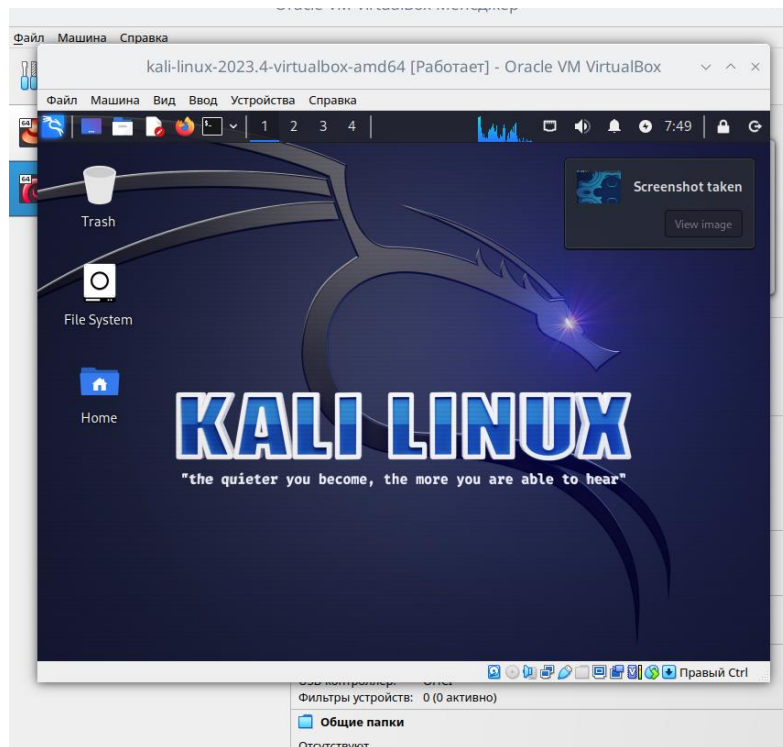 Oracle VM VirtualBox Менеджер
Файл Машина Справка
kali-linux-2023.4-virtualbox-amd64 [Работает] - Oracle VM VirtualBox
Файл Машина Вид Ввод Устройства Справка
1 2 3 4 7:49
Screenshot taken
View image
Trash
File System
Home
KALI LINUX
"the quieter you become, the more you are able to hear"
Правый Ctrl
USB контроллер: OHCI
Фильтры устройств: 0 (0 активно)
Общие папки
Отсутствуют